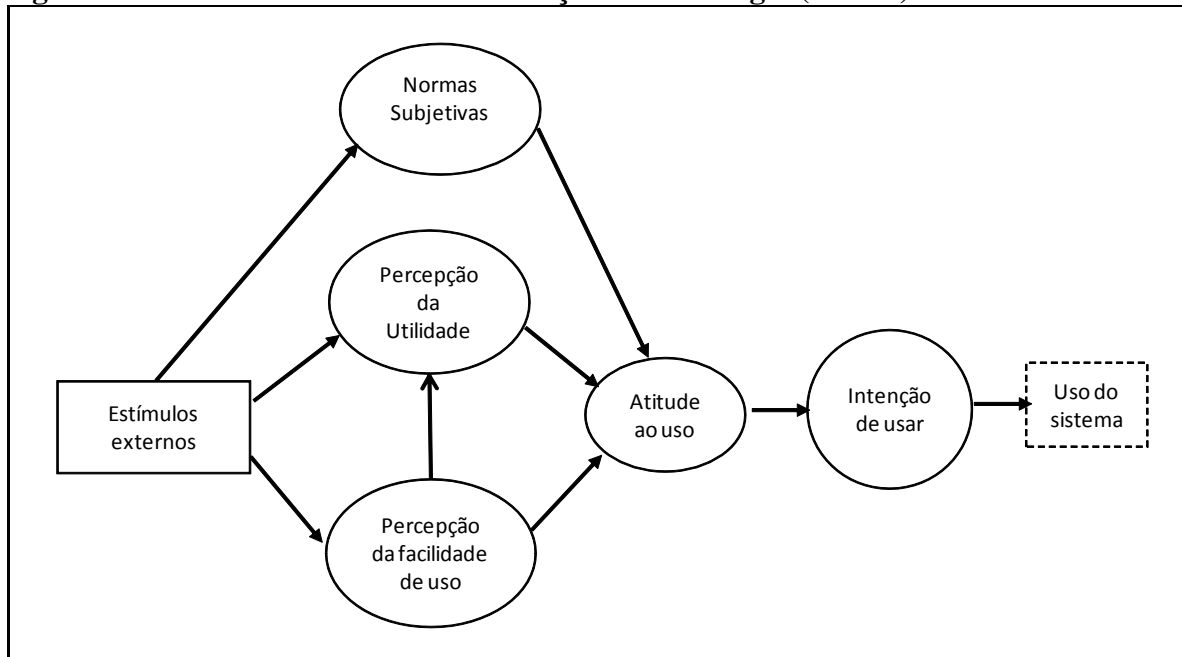 Normas
Subjetivas
Percepção
da
Utilidade
Estímulos
externos
Atitude
ao uso
Intenção
de usar
Uso do
sistema
Percepção
da facilidade
de uso